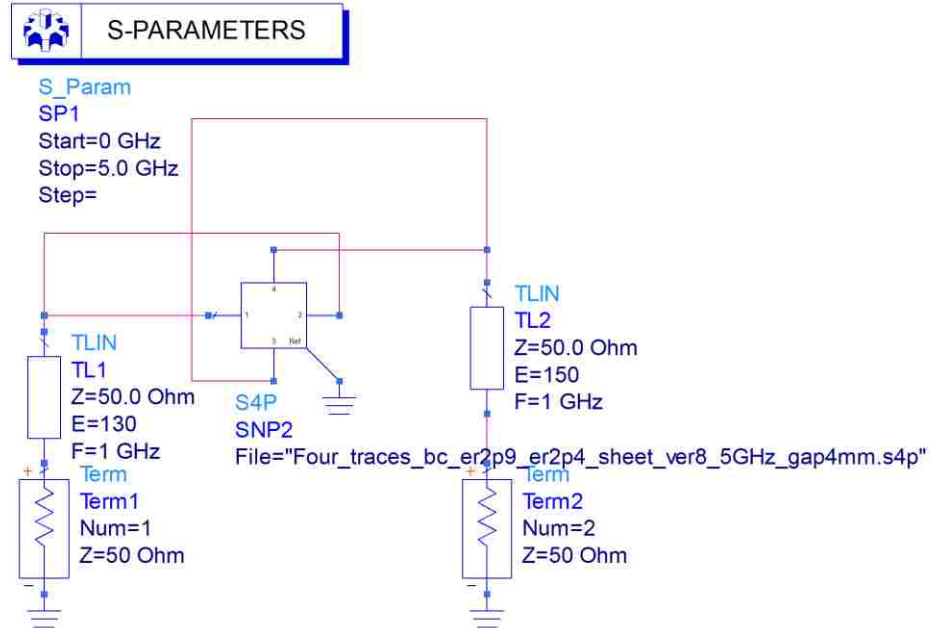 S-PARAMETERS
S_Param
SP1
Start=0 GHz
Stop=5.0 GHz
Step=
4
1
2
3 Ref
TLIN
TL1
Z=50.0 Ohm
E=130
F=1 GHz
TLIN
TL2
Z=50.0 Ohm
E=150
F=1 GHz
S4P
SNP2
File="Four_traces_bc_er2p9_er2p4_sheet_ver8_5GHz_gap4mm.s4p"
+
Term
Term1
Num=1
Z=50 Ohm
−
+
Term
Term2
Num=2
Z=50 Ohm
−